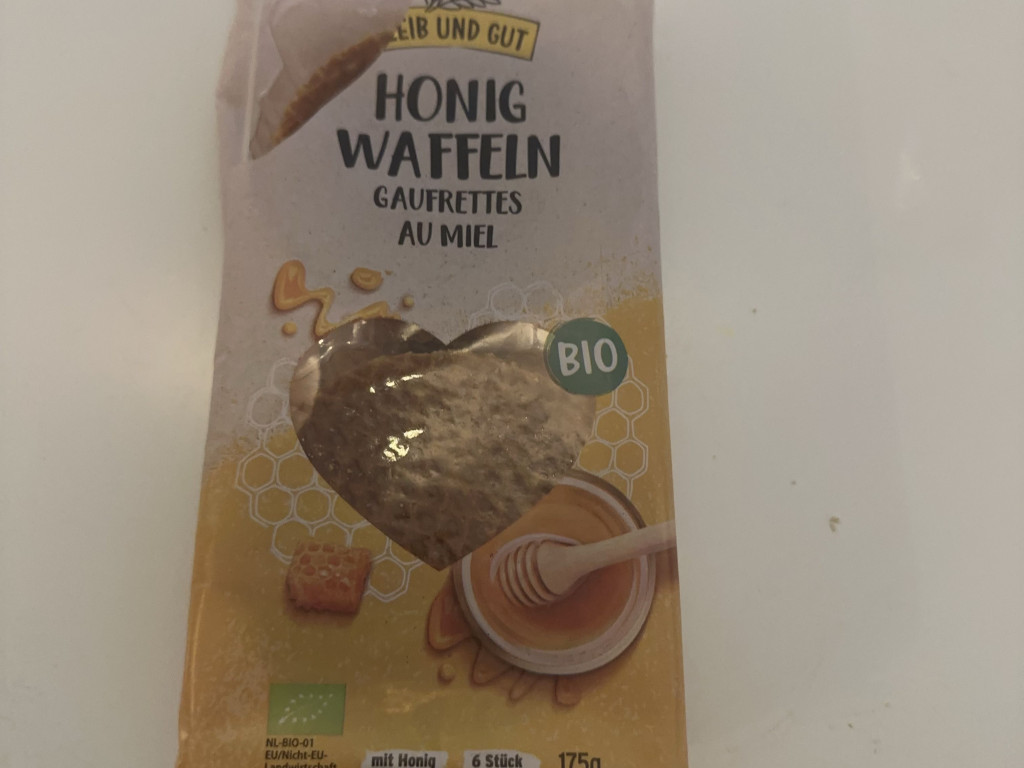 EIB UND GUT
HONIG
WAFFELN
GAUFRETTES
AU MIEL
BIO
NL-BIO-01
EU/Nicht-EU-
Landwirtschaft
mit Honig
6 Stück
175g